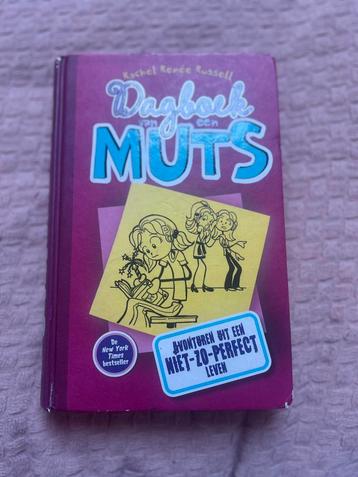 Rachel Renée Russell
Dagboek
van een
MUTS
De
New York
Times
bestseller
AVONTUREN UIT EEN
NIET-ZO-PERFECT
LEVEN